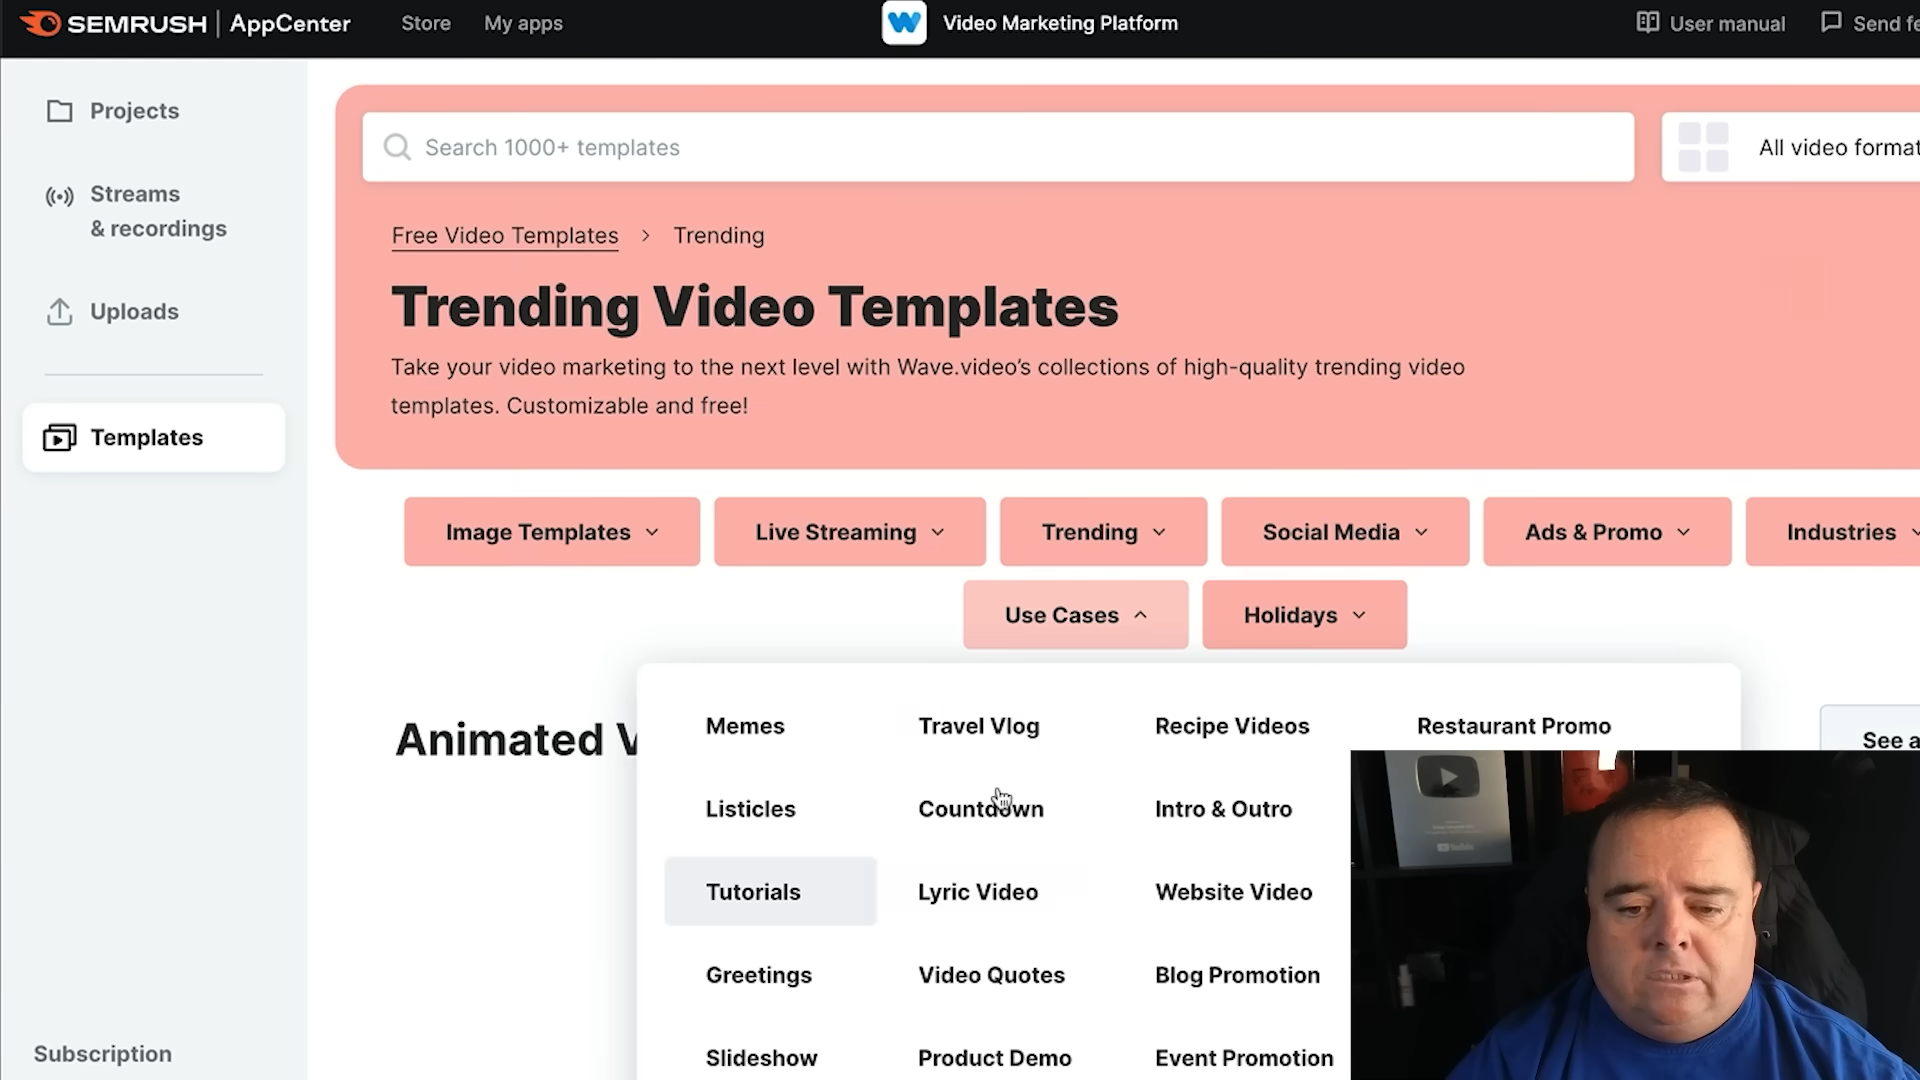 SEMRUSH | AppCenter
Store
My apps
Video Marketing Platform
User manual
Send fe
Projects
Streams
& recordings
Uploads
Templates
Subscription
Search 1000+ templates
All video format
Free Video Templates > Trending
Trending Video Templates
Take your video marketing to the next level with Wave.video’s collections of high-quality trending video
templates. Customizable and free!
Image Templates
Live Streaming
Trending
Social Media
Ads & Promo
Industries
Use Cases
Holidays
Animated V
See a
Memes
Travel Vlog
Recipe Videos
Restaurant Promo
Listicles
Countdown
Intro & Outro
Tutorials
Lyric Video
Website Video
Greetings
Video Quotes
Blog Promotion
Slideshow
Product Demo
Event Promotion
YouTube